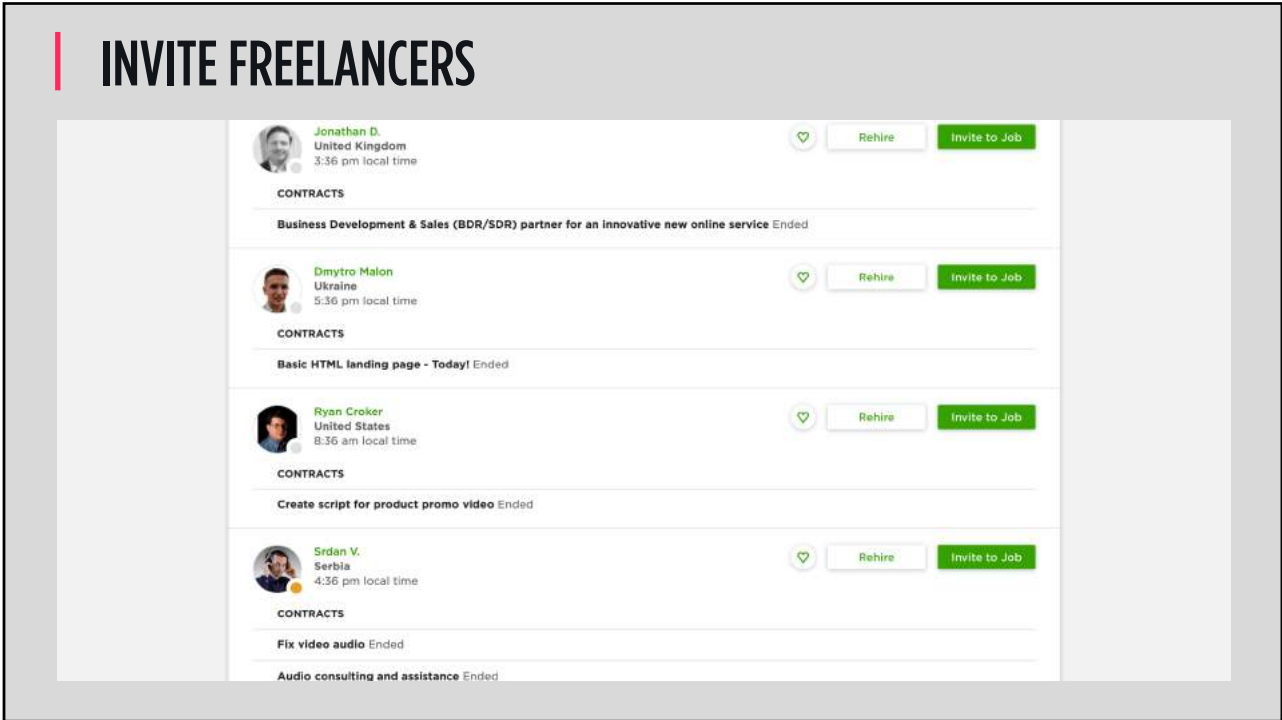 INVITE FREELANCERS
Jonathan D.
United Kingdom
3:36 pm local time
Rehire
Invite to Job
CONTRACTS
Business Development & Sales (BDR/SDR) partner for an innovative new online service Ended
Dmytro Malon
Ukraine
5:36 pm local time
Rehire
Invite to Job
CONTRACTS
Basic HTML landing page - Today! Ended
Ryan Croker
United States
8:36 am local time
Rehire
Invite to Job
CONTRACTS
Create script for product promo video Ended
Srdan V.
Serbia
4:36 pm local time
Rehire
Invite to Job
CONTRACTS
Fix video audio Ended
Audio consulting and assistance Ended